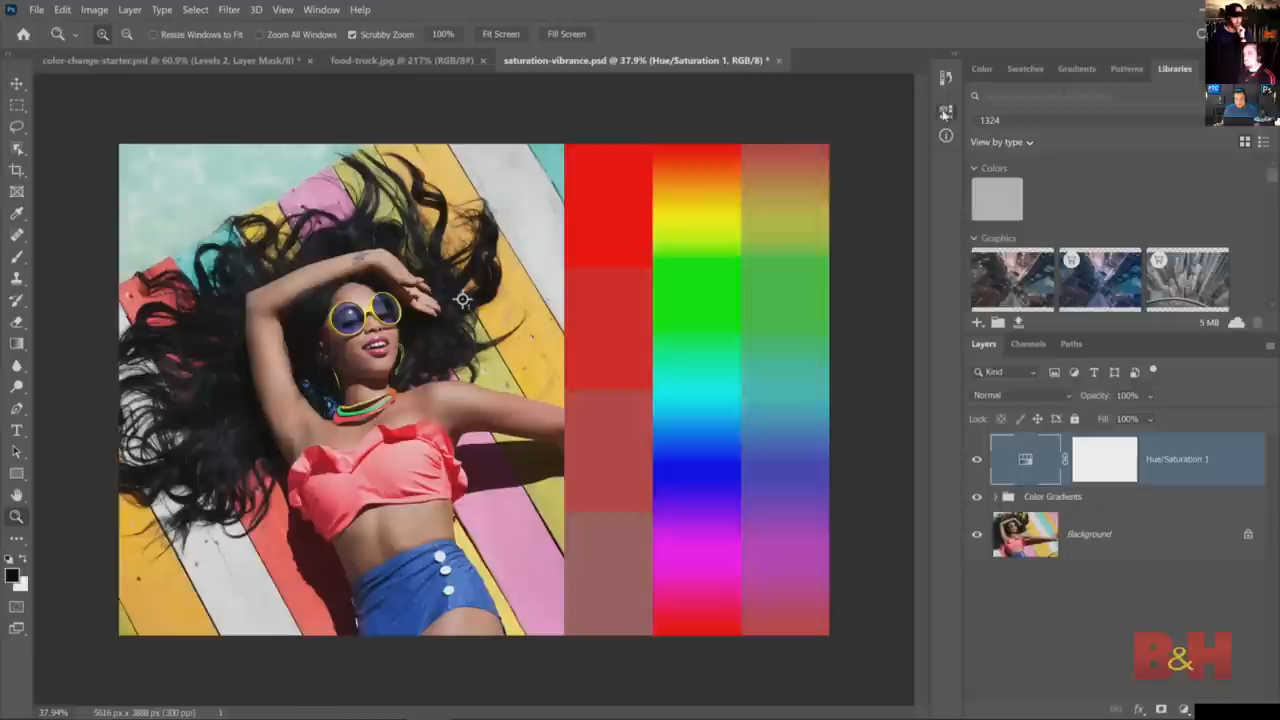 Ps File Edit Image Layer Type Select Filter 3D View Window Help
Resize Windows to Fit Zoom All Windows Scrubby Zoom 100% Fit Screen Fill Screen
color-change-starter.psd @ 60.9% (Levels 2, Layer Mask/8) * × food-truck.jpg @ 217% (RGB/8#) × saturation-vibrance.psd @ 37.9% (Hue/Saturation 1, RGB/8) * ×
Color Swatches Gradients Patterns Libraries
PTC Ps
1324
View by type
Colors
Graphics
5 MB
Layers Channels Paths
Kind
Normal Opacity: 100%
Lock: Fill: 100%
Hue/Saturation 1
Color Gradients
Background
B&H
37.94% 5616 px x 3888 px (300 ppi)
fx